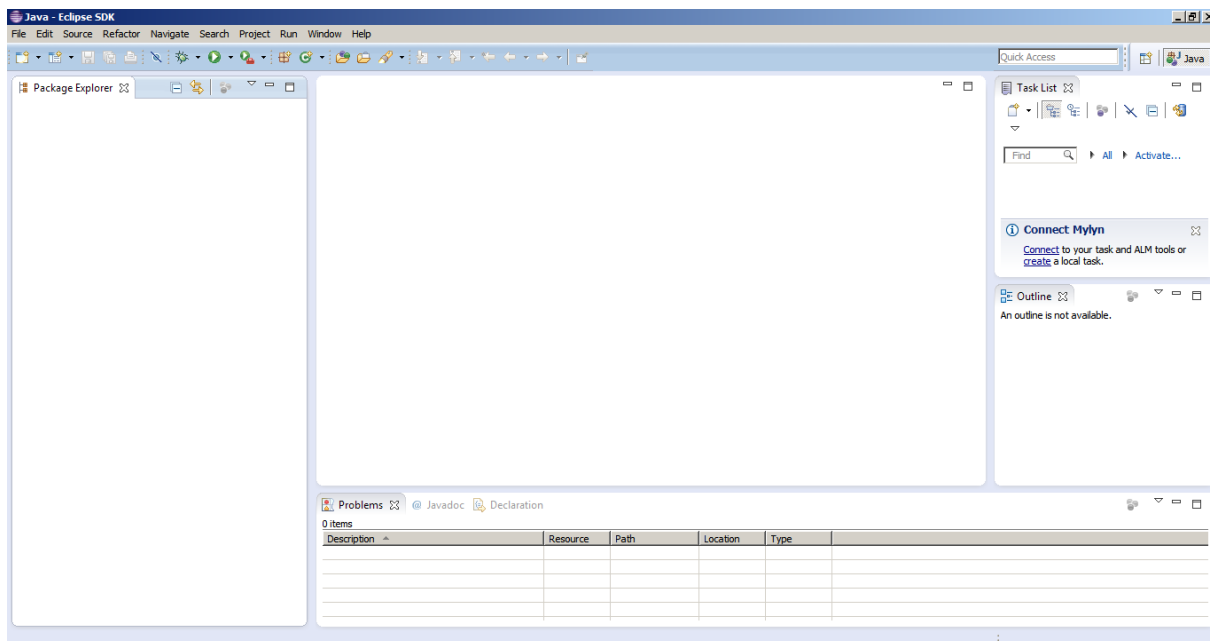 Java - Eclipse SDK
File Edit Source Refactor Navigate Search Project Run Window Help
Quick Access
Java
Package Explorer
Task List
Find
All
Activate...
Connect Mylyn
Connect to your task and ALM tools or
create a local task.
Outline
An outline is not available.
Problems @ Javadoc Declaration
0 items
Description Resource Path Location Type